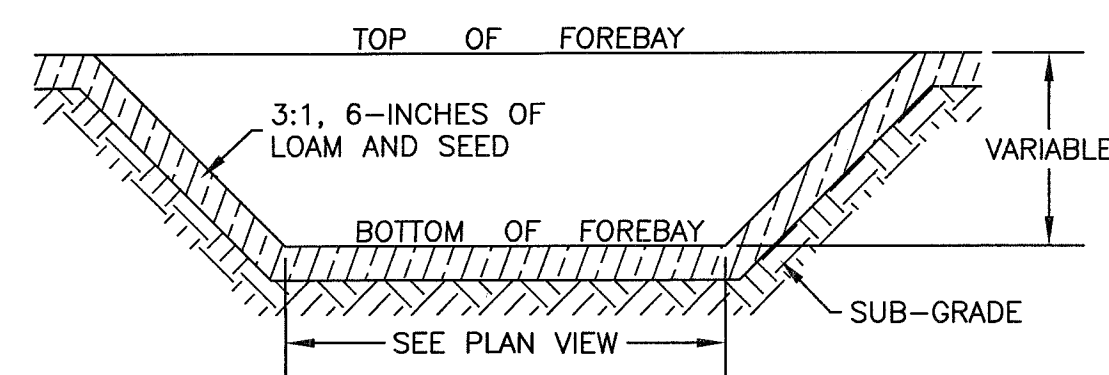 TOP OF FOREBAY
3:1, 6-INCHES OF
LOAM AND SEED
VARIABLE
BOTTOM OF FOREBAY
SUB-GRADE
SEE PLAN VIEW